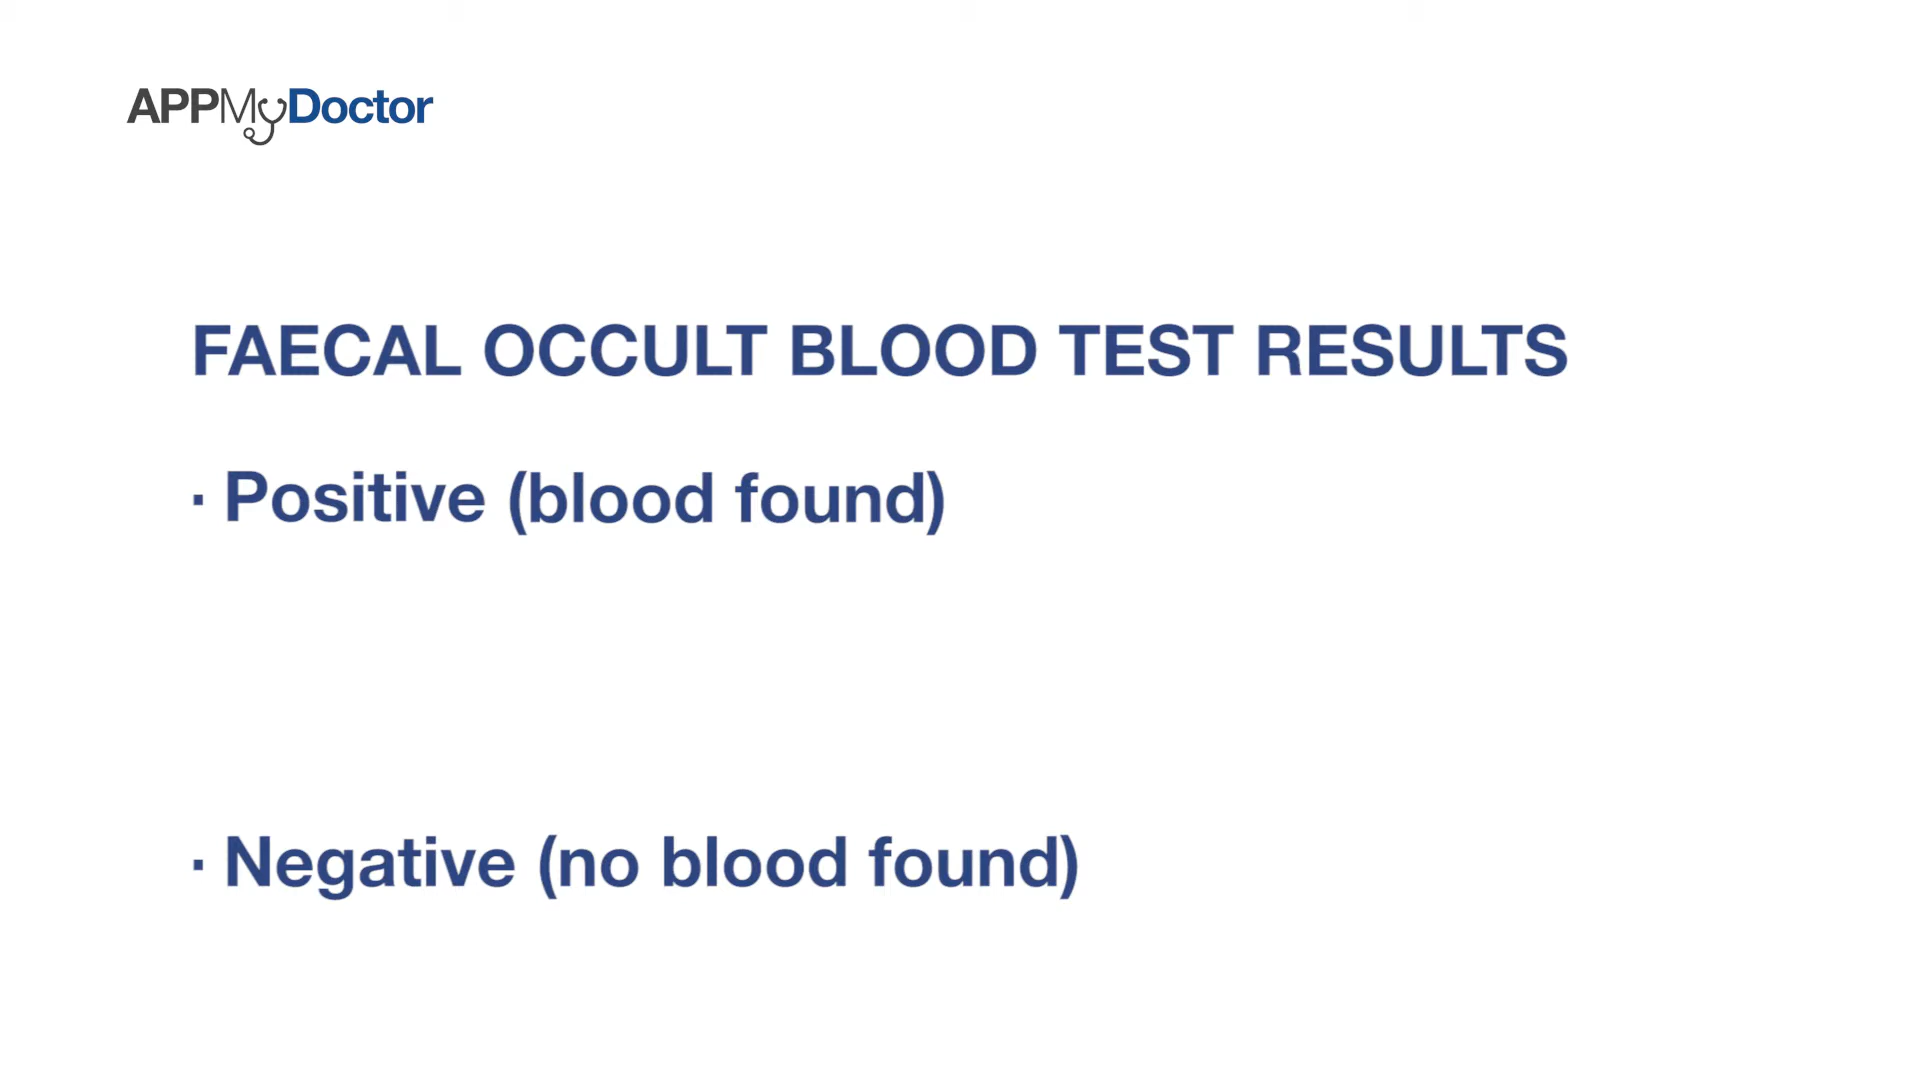 APPMyDoctor
FAECAL OCCULT BLOOD TEST RESULTS
· Positive (blood found)
· Negative (no blood found)